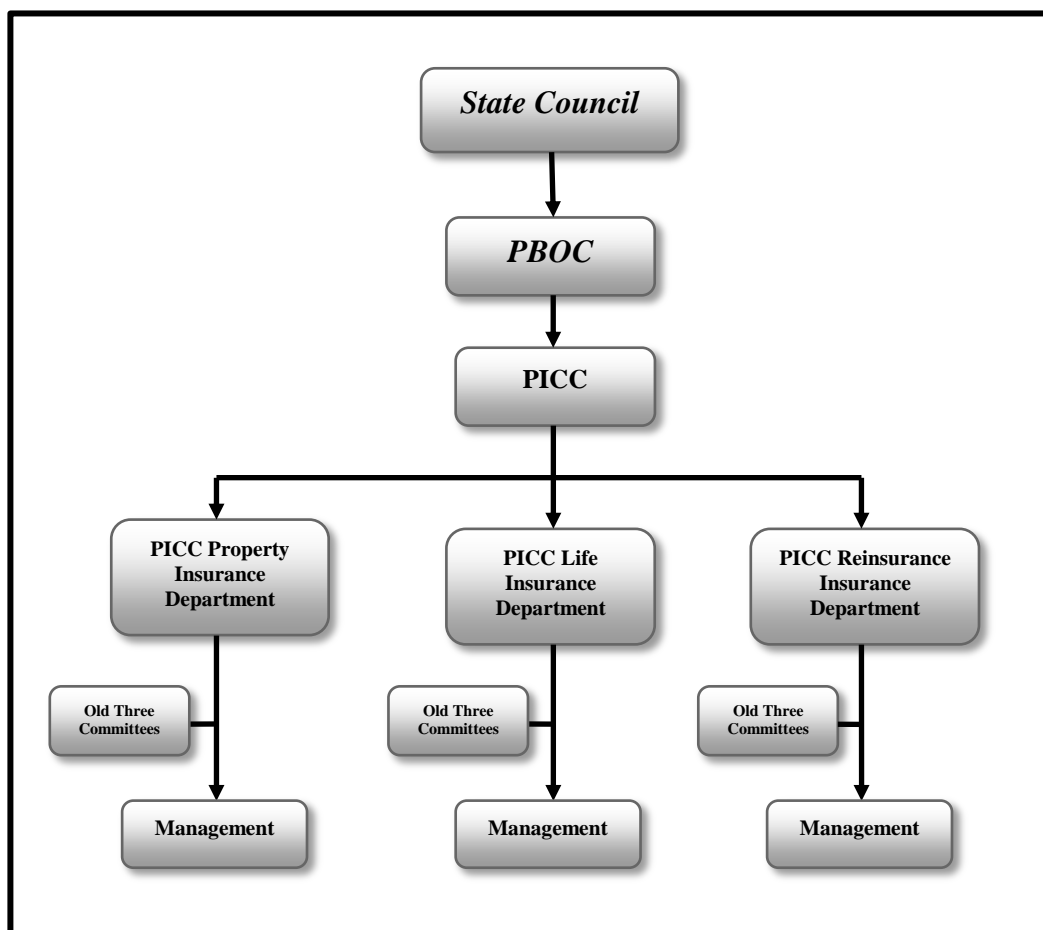 State Council
PBOC
PICC
PICC Property
Insurance
Department
PICC Life
Insurance
Department
PICC Reinsurance
Insurance
Department
Old Three
Committees
Old Three
Committees
Old Three
Committees
Management
Management
Management